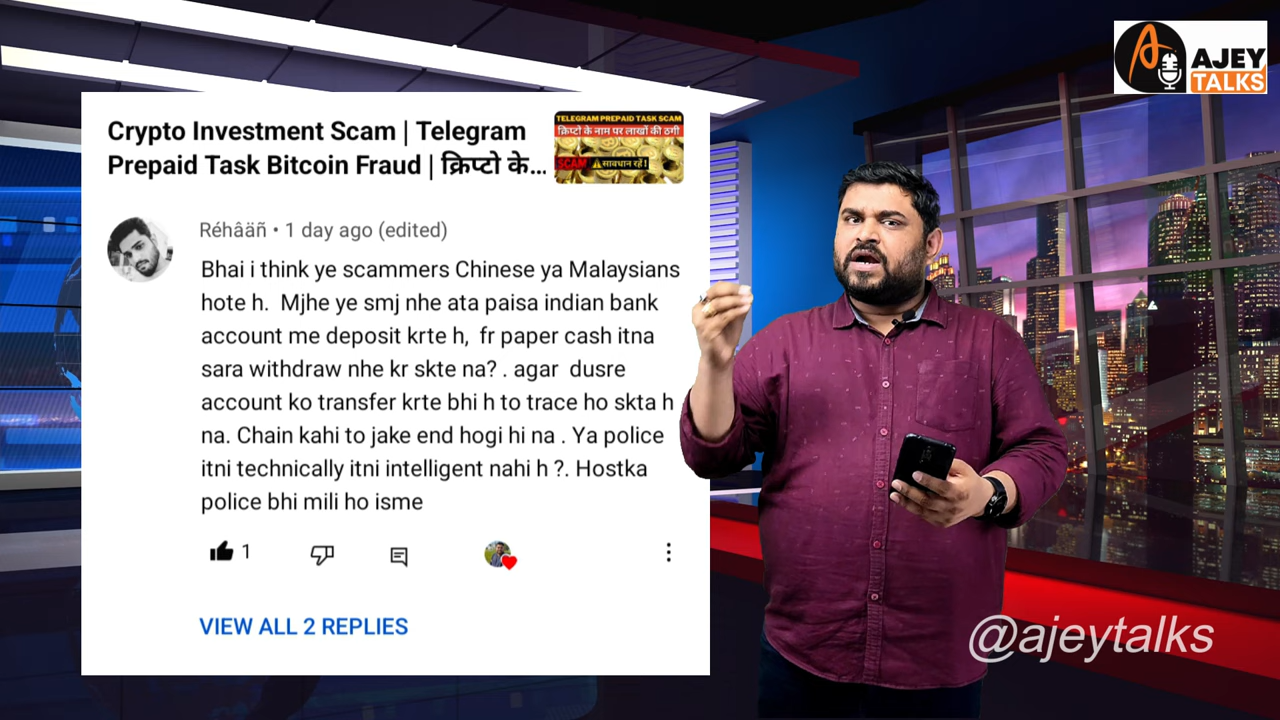 AJEY
TALKS
Crypto Investment Scam | Telegram
Prepaid Task Bitcoin Fraud | क्रिप्टो के...
TELEGRAM PREPAID TASK SCAM
क्रिप्टो के नाम पर लाखों की ठगी
SCAM सावधान रहें !
Réhâäñ • 1 day ago (edited)
Bhai i think ye scammers Chinese ya Malaysians
hote h. Mjhe ye smj nhe ata paisa indian bank
account me deposit krte h, fr paper cash itna
sara withdraw nhe kr skte na? . agar dusre
account ko transfer krte bhi h to trace ho skta h
na. Chain kahi to jake end hogi hi na . Ya police
itni technically itni intelligent nahi h ?. Hostka
police bhi mili ho isme
1
VIEW ALL 2 REPLIES
@ajeytalks